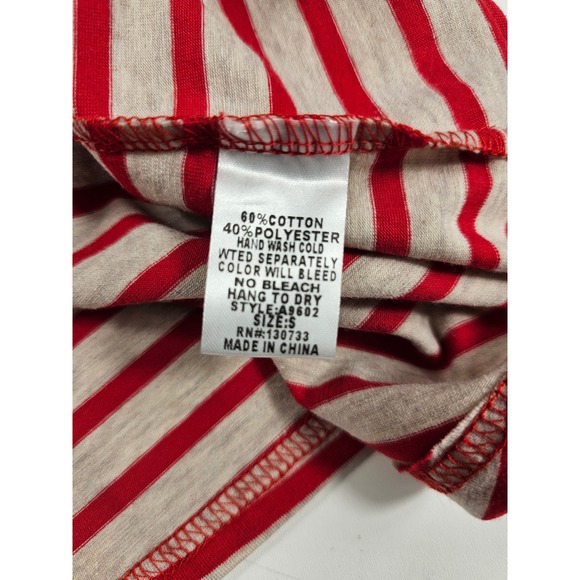 60%COTTON
40%POLYESTER
HAND WASH COLD
WTED SEPARATELY
COLOR WILL BLEED
NO BLEACH
HANG TO DRY
STYLE:A9602
SIZE:S
RN#:130733
MADE IN CHINA